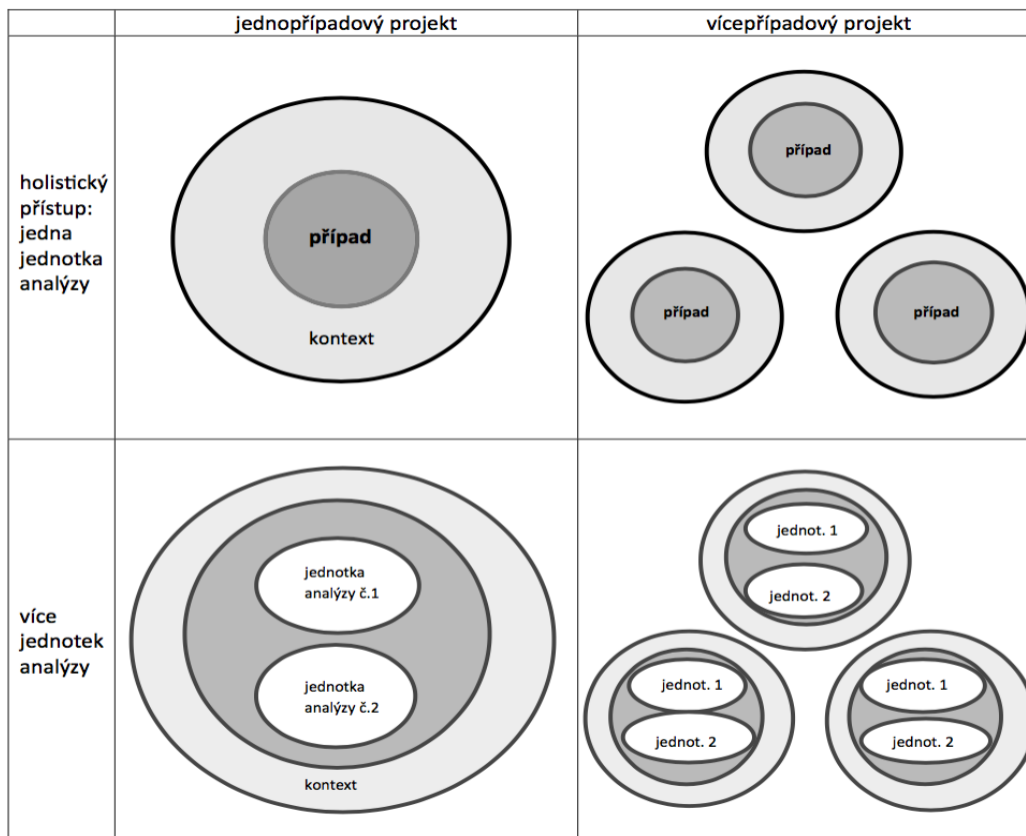 jednopřípadový projekt
vícepřípadový projekt
holistický
přístup:
jedna
jednotka
analýzy
případ
kontext
případ
případ
případ
více
jednotek
analýzy
jednotka
analýzy č.1
jednotka
analýzy č.2
kontext
jednot. 1
jednot. 2
jednot. 1
jednot. 2
jednot. 1
jednot. 2